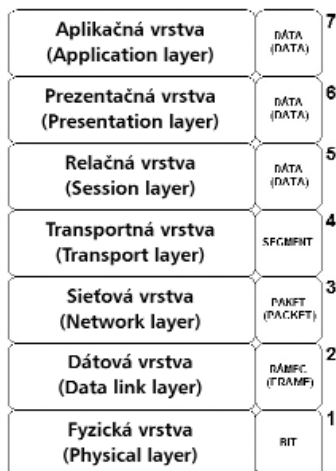 Aplikačná vrstva
(Application layer)
DÁTA
(DATA)
7
Prezentačná vrstva
(Presentation layer)
DÁTA
(DATA)
6
Relačná vrstva
(Session layer)
DÁTA
(DATA)
5
Transportná vrstva
(Transport layer)
SEGMENT
4
Sieťová vrstva
(Network layer)
PAKET
(PACKET)
3
Dátová vrstva
(Data link layer)
RÁMEC
(FRAME)
2
Fyzická vrstva
(Physical layer)
BIT
1